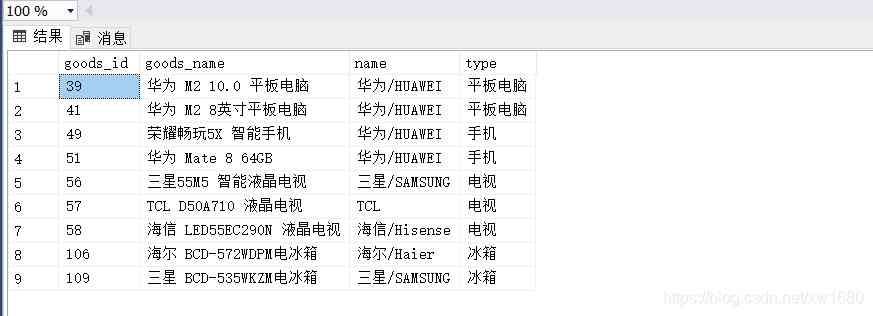 100 %
结果 消息
goods_id goods_name name type
1 39 华为 M2 10.0 平板电脑 华为/HUAWEI 平板电脑
2 41 华为 M2 8英寸平板电脑 华为/HUAWEI 平板电脑
3 49 荣耀畅玩5X 智能手机 华为/HUAWEI 手机
4 51 华为 Mate 8 64GB 华为/HUAWEI 手机
5 56 三星55M5 智能液晶电视 三星/SAMSUNG 电视
6 57 TCL D50A710 液晶电视 TCL 电视
7 58 海信 LED55EC290N 液晶电视 海信/Hisense 电视
8 106 海尔 BCD-572WDPM电冰箱 海尔/Haier 冰箱
9 109 三星 BCD-535WKZM电冰箱 三星/SAMSUNG 冰箱
https://blog.csdn.net/xw1680